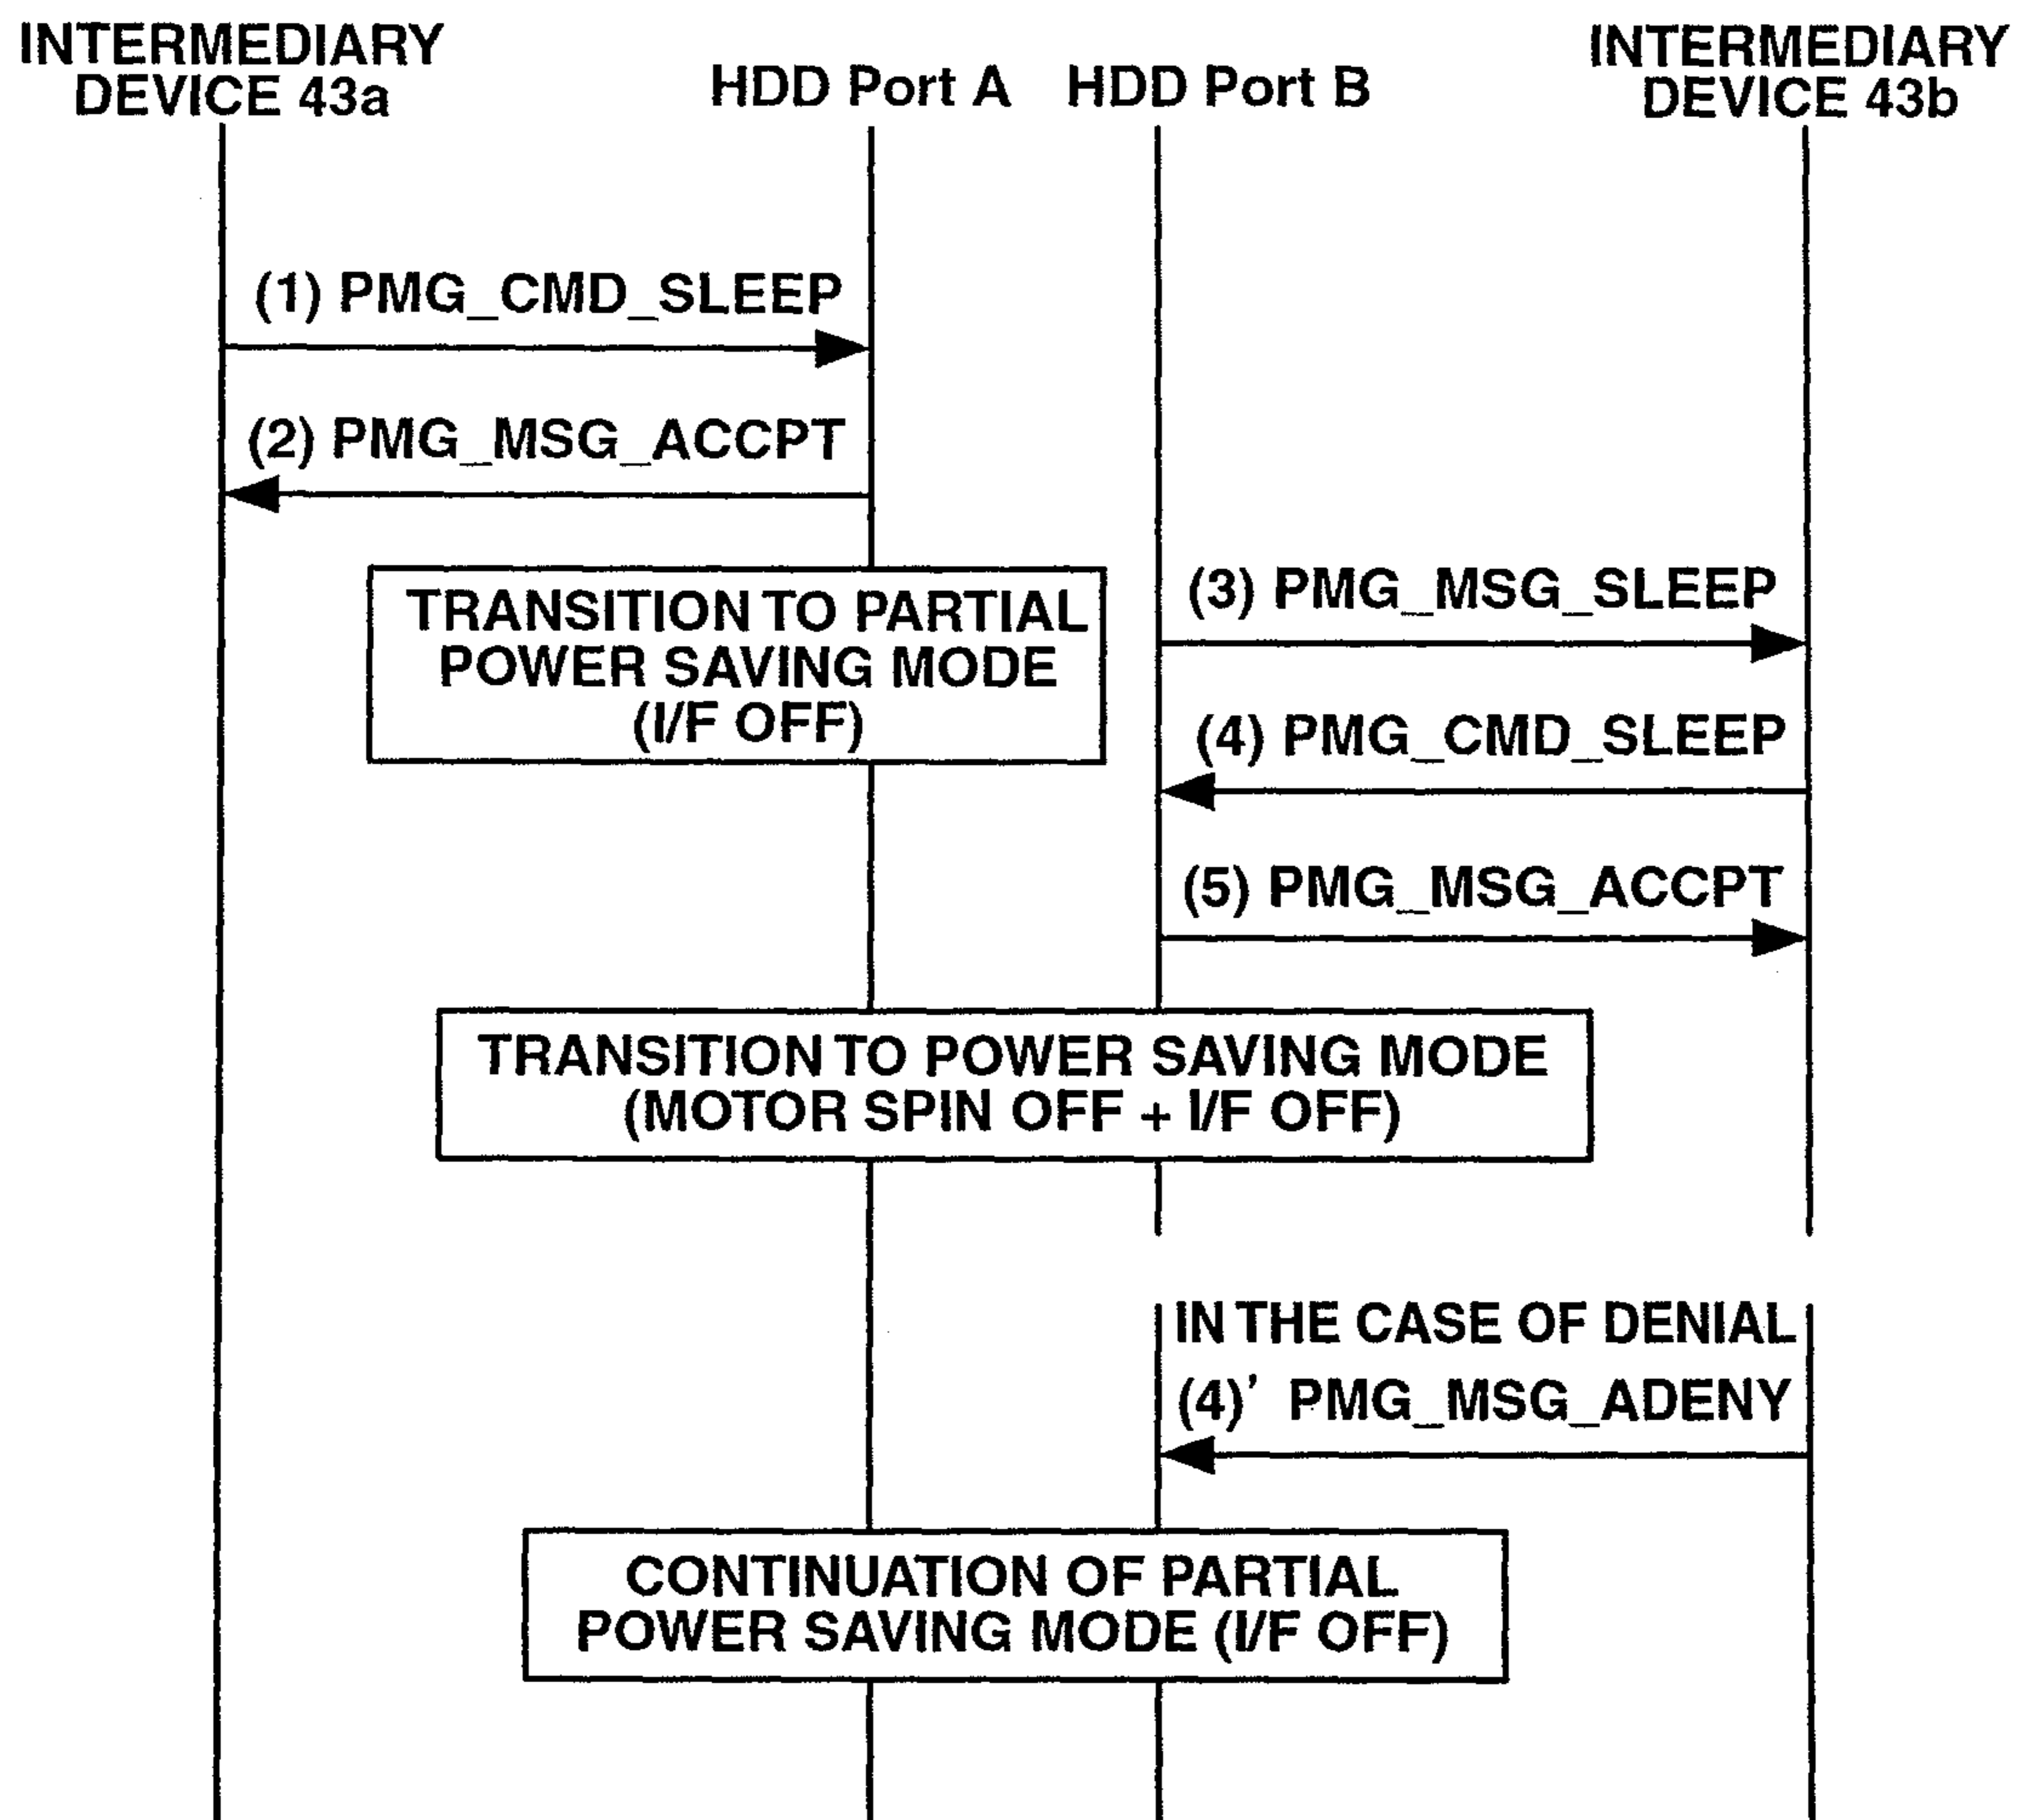 INTERMEDIARY
DEVICE 43a
HDD Port A
HDD Port B
INTERMEDIARY
DEVICE 43b
(1) PMG_CMD_SLEEP
(2) PMG_MSG_ACCPT
TRANSITION TO PARTIAL
POWER SAVING MODE
(I/F OFF)
(3) PMG_MSG_SLEEP
(4) PMG_CMD_SLEEP
(5) PMG_MSG_ACCPT
TRANSITION TO POWER SAVING MODE
(MOTOR SPIN OFF + I/F OFF)
IN THE CASE OF DENIAL
(4)' PMG_MSG_ADENY
CONTINUATION OF PARTIAL
POWER SAVING MODE (I/F OFF)